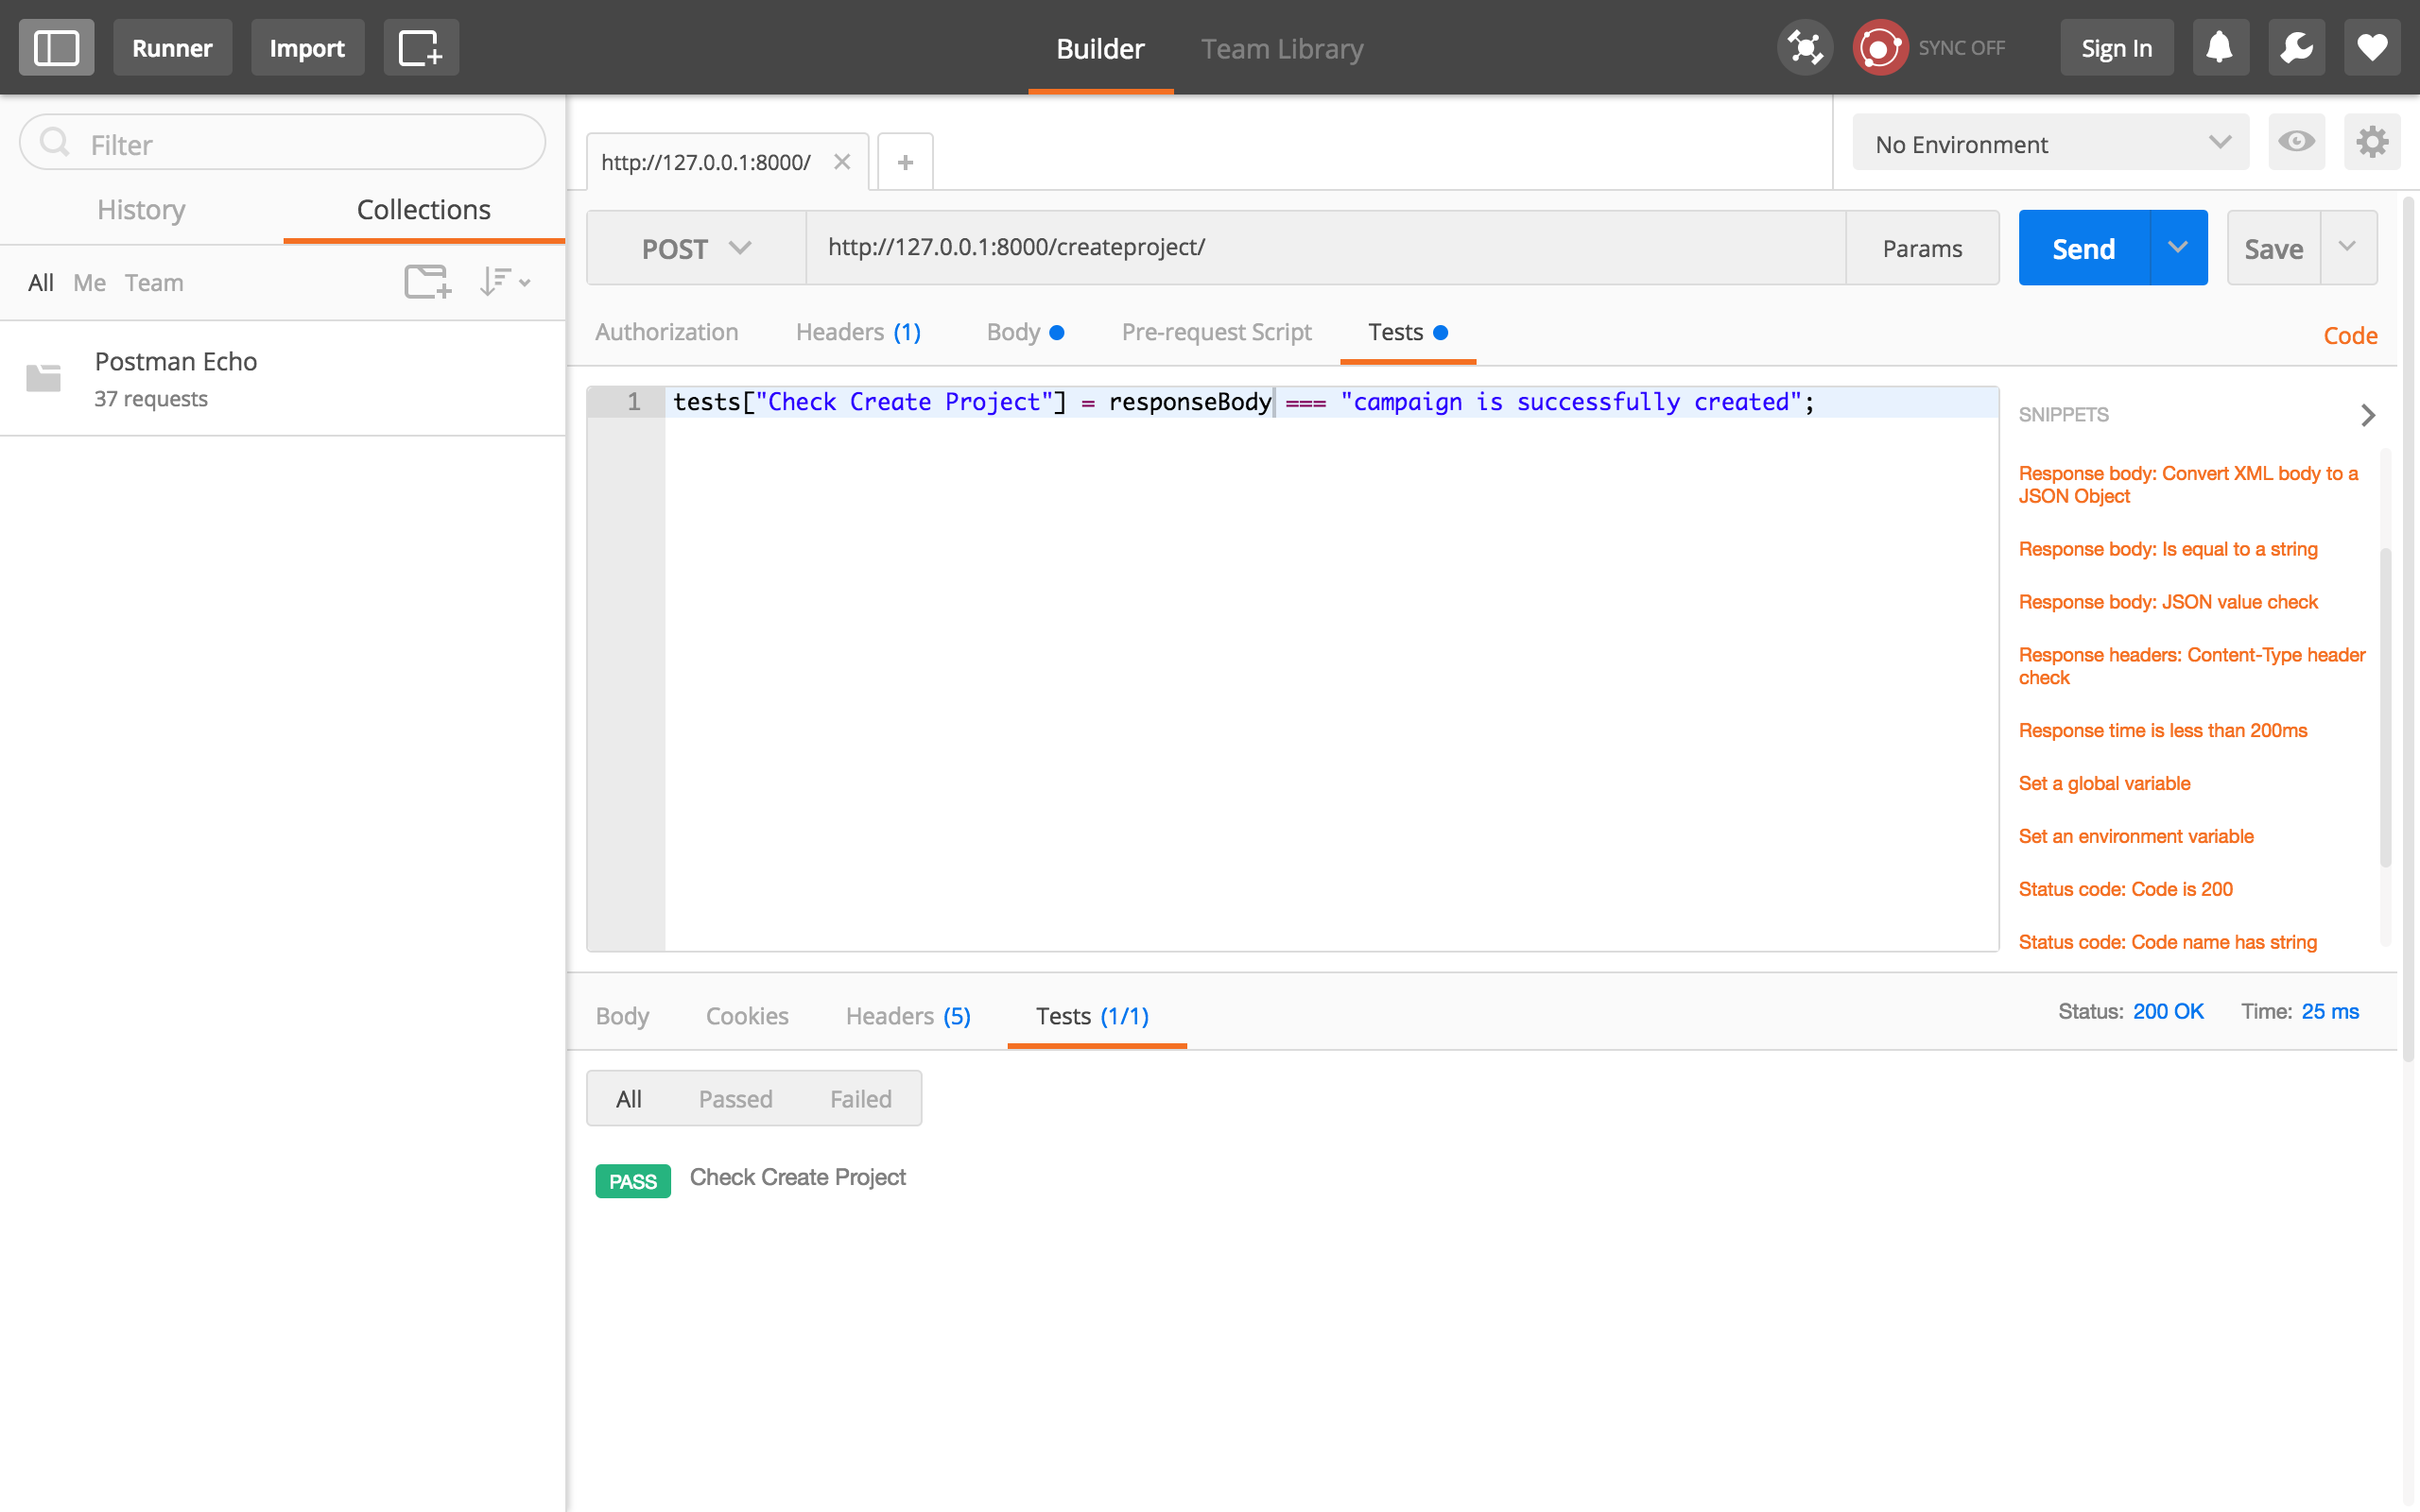 Runner Import Builder Team Library SYNC OFF Sign In
Filter
History Collections
All Me Team
Postman Echo
37 requests
http://127.0.0.1:8000/
No Environment
POST http://127.0.0.1:8000/createproject/ Params Send Save
Authorization Headers (1) Body Pre-request Script Tests Code
1 tests["Check Create Project"] = responseBody === "campaign is successfully created";
SNIPPETS
Response body: Convert XML body to a
JSON Object
Response body: Is equal to a string
Response body: JSON value check
Response headers: Content-Type header
check
Response time is less than 200ms
Set a global variable
Set an environment variable
Status code: Code is 200
Status code: Code name has string
Body Cookies Headers (5) Tests (1/1) Status: 200 OK Time: 25 ms
All Passed Failed
PASS Check Create Project